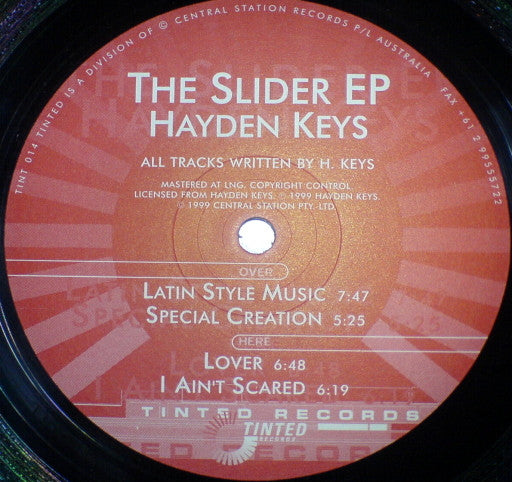 TINT 014 TINTED IS A DIVISION OF © CENTRAL STATION RECORDS P/L AUSTRALIA FAX +61 2 99555722
THE SLIDER EP
HAYDEN KEYS
ALL TRACKS WRITTEN BY H. KEYS
MASTERED AT LNG. COPYRIGHT CONTROL
LICENSED FROM HAYDEN KEYS. ℗ 1999 HAYDEN KEYS.
© 1999 CENTRAL STATION PTY. LTD.
OVER
LATIN STYLE MUSIC 7:47
SPECIAL CREATION 5:25
HERE
LOVER 6:48
I AIN'T SCARED 6:19
TINTED RECORDS
TINTED
RECORDS
TINTED RECORDS